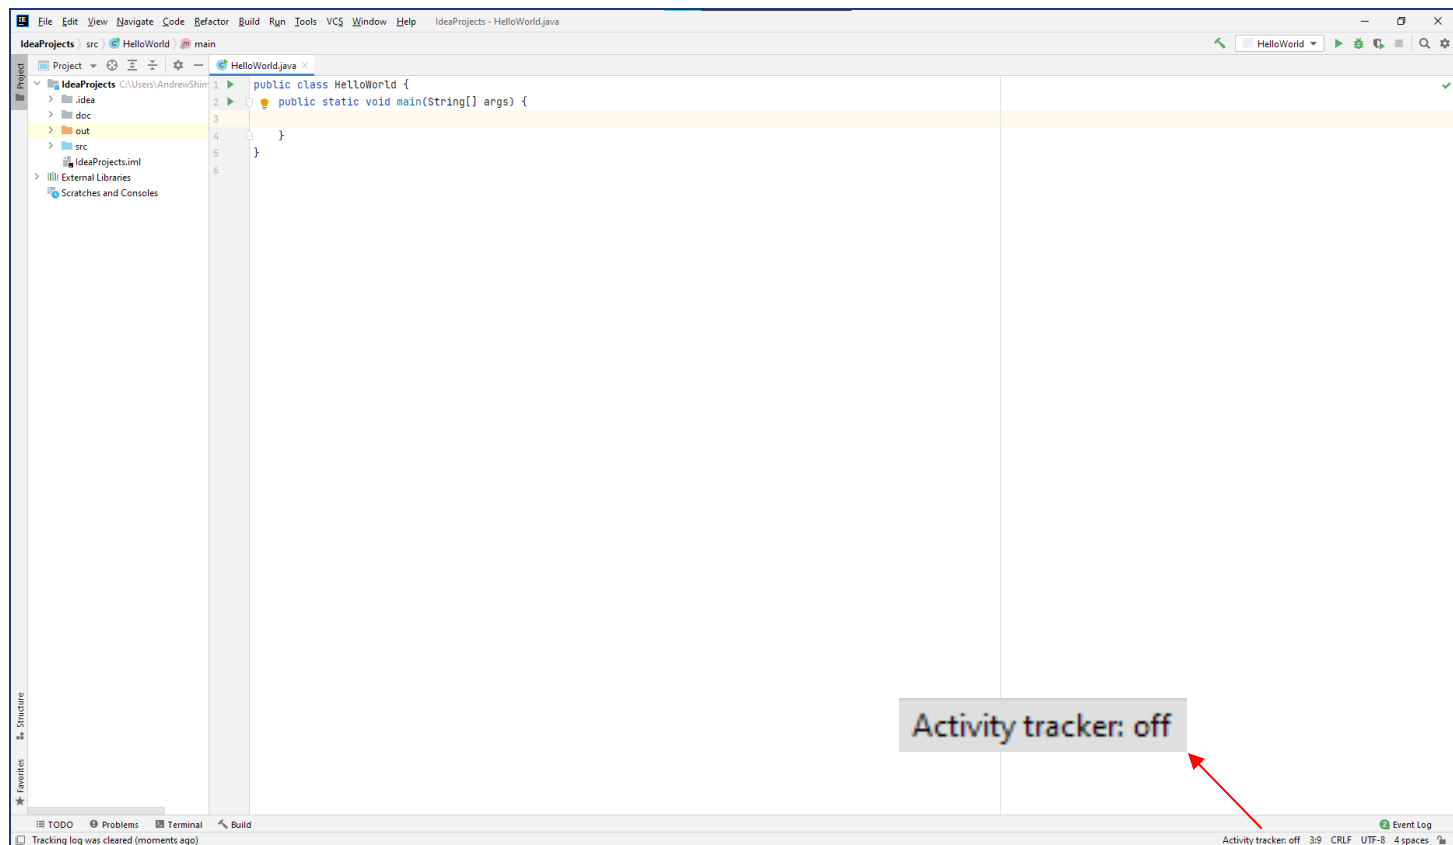 File Edit View Navigate Code Refactor Build Run Tools VCS Window Help IdeaProjects - HelloWorld.java
IdeaProjects src HelloWorld main
HelloWorld
Project
Project
HelloWorld.java
IdeaProjects C:\Users\AndrewShim
.idea
doc
out
src
IdeaProjects.iml
External Libraries
Scratches and Consoles
1 public class HelloWorld {
2 public static void main(String[] args) {
3
4 }
5 }
6
Structure
Favorites
Activity tracker: off
TODO Problems Terminal Build
2 Event Log
Tracking log was cleared (moments ago)
Activity tracker: off 3:9 CRLF UTF-8 4 spaces